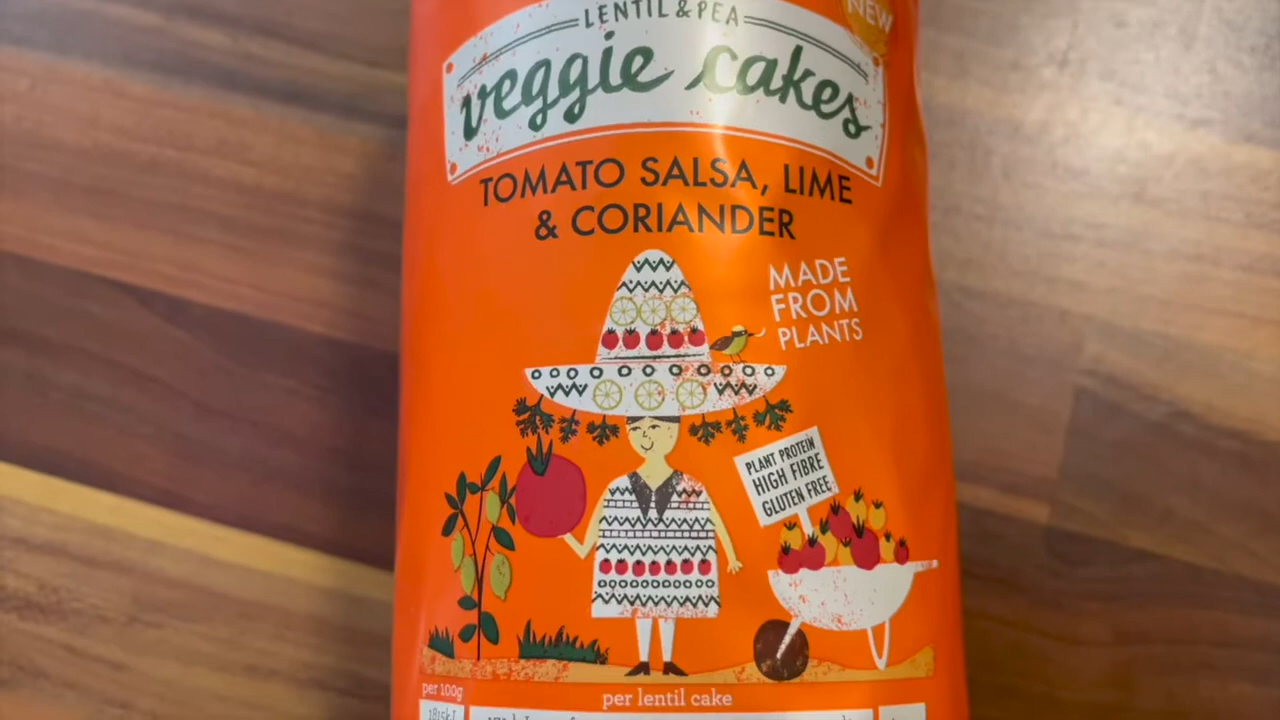 LENTIL & PEA
NEW
veggie cakes
TOMATO SALSA, LIME
& CORIANDER
MADE
FROM
PLANTS
PLANT PROTEIN
HIGH FIBRE
GLUTEN FREE
per 100g
per lentil cake